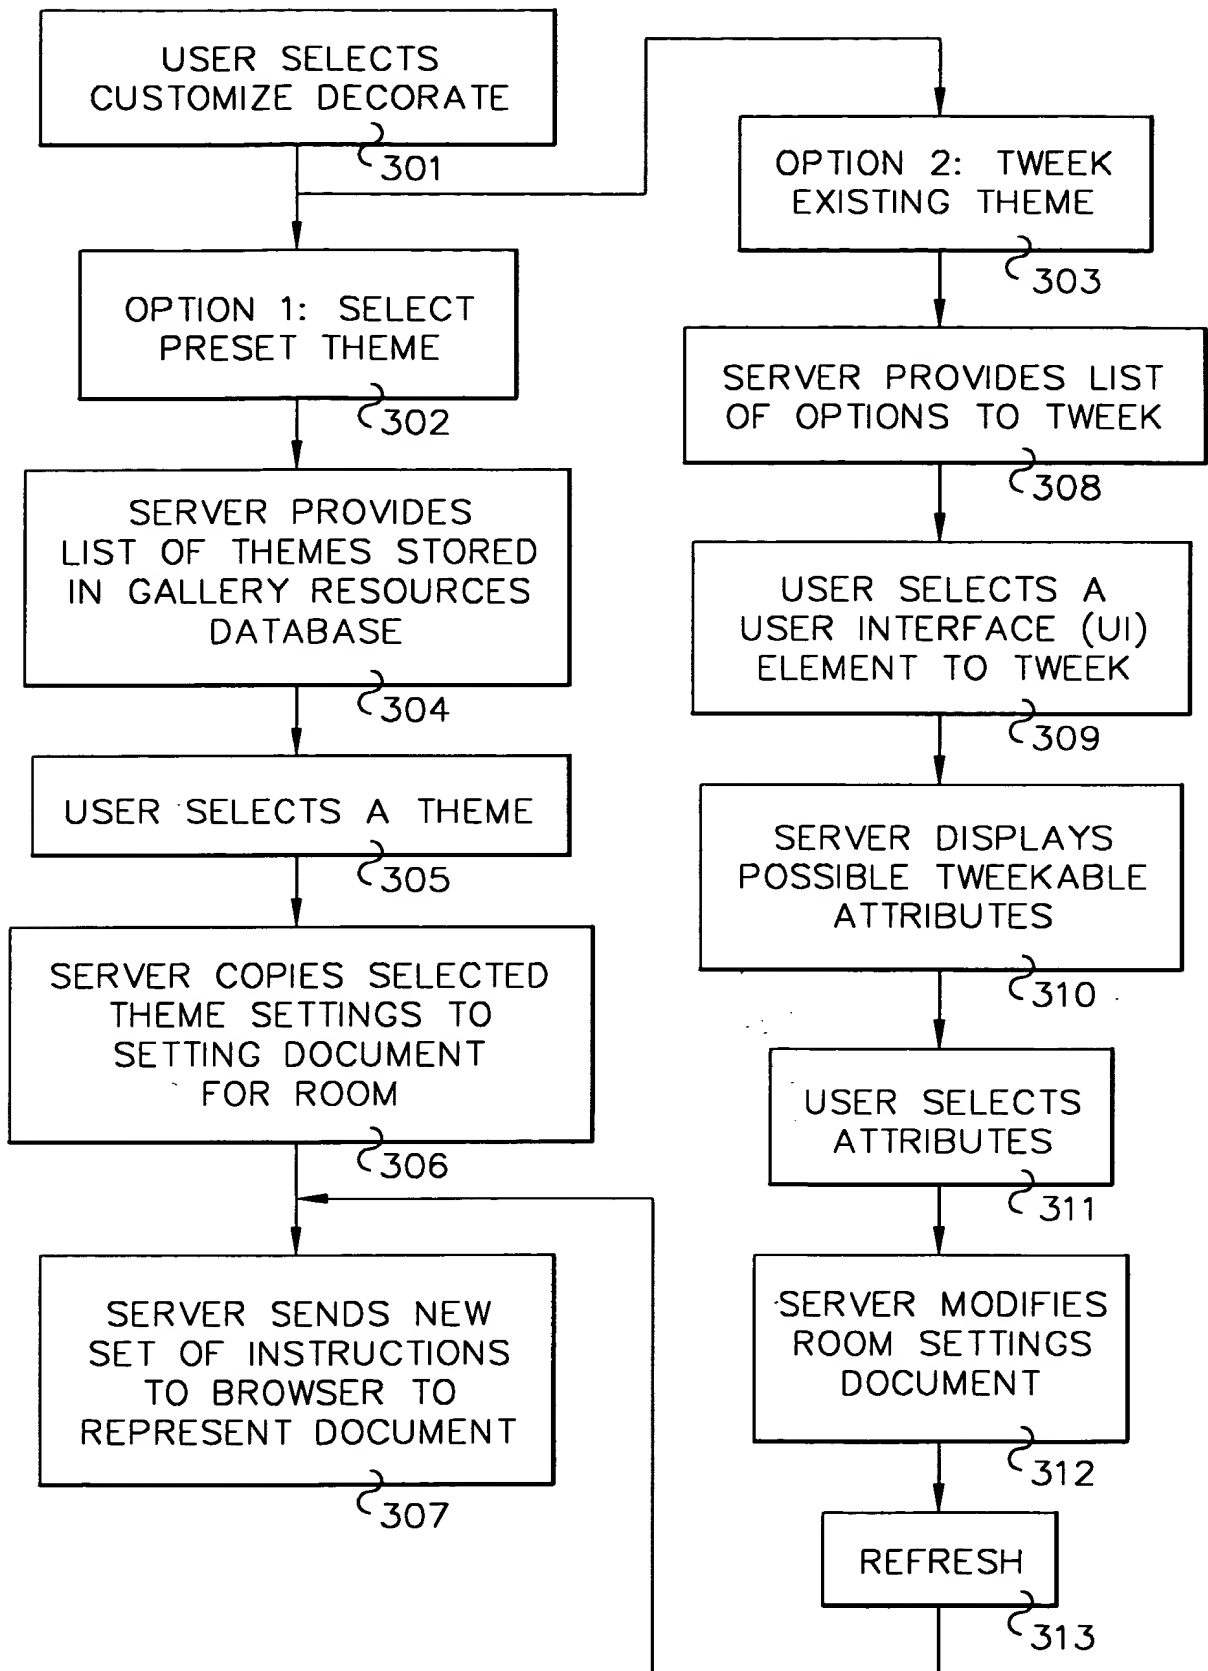 USER SELECTS
CUSTOMIZE DECORATE
301
OPTION 1: SELECT
PRESET THEME
302
SERVER PROVIDES
LIST OF THEMES STORED
IN GALLERY RESOURCES
DATABASE
304
USER SELECTS A THEME
305
SERVER COPIES SELECTED
THEME SETTINGS TO
SETTING DOCUMENT
FOR ROOM
306
SERVER SENDS NEW
SET OF INSTRUCTIONS
TO BROWSER TO
REPRESENT DOCUMENT
307
OPTION 2: TWEEK
EXISTING THEME
303
SERVER PROVIDES LIST
OF OPTIONS TO TWEEK
308
USER SELECTS A
USER INTERFACE (UI)
ELEMENT TO TWEEK
309
SERVER DISPLAYS
POSSIBLE TWEEKABLE
ATTRIBUTES
310
USER SELECTS
ATTRIBUTES
311
SERVER MODIFIES
ROOM SETTINGS
DOCUMENT
312
REFRESH
313